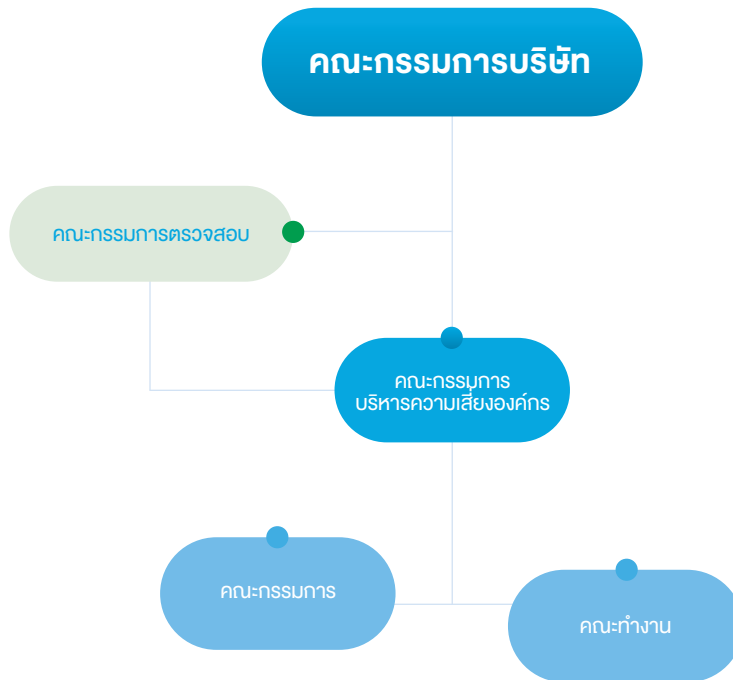 คณะกรรมการบริษัท
คณะกรรมการตรวจสอบ
คณะกรรมการ
บริหารความเสี่ยงองค์กร
คณะกรรมการ
คณะทำงาน